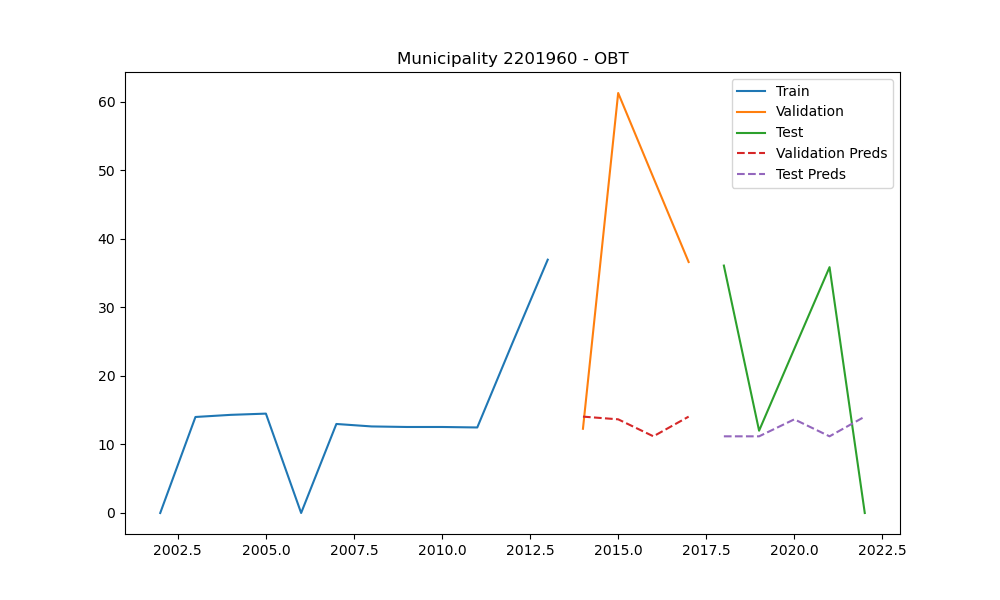 Municipality 2201960 - OBT
Train
Validation
Test
Validation Preds
Test Preds
60
50
40
30
20
10
0
2002.5 2005.0 2007.5 2010.0 2012.5 2015.0 2017.5 2020.0 2022.5